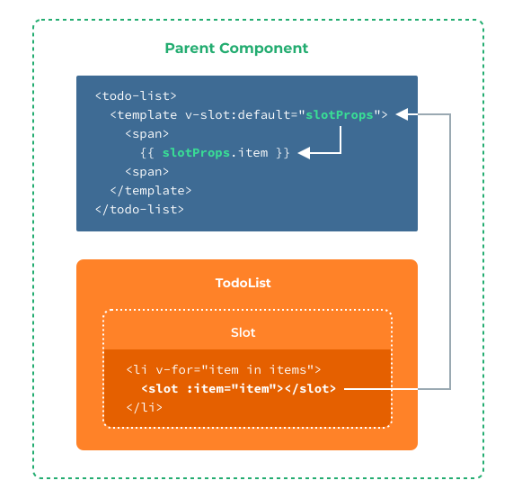 Parent Component
<todo-list>
<template v-slot:default="slotProps">
<span>
{{ slotProps.item }}
<span>
</template>
</todo-list>
TodoList
Slot
<li v-for="item in items">
<slot :item="item"></slot>
</li>